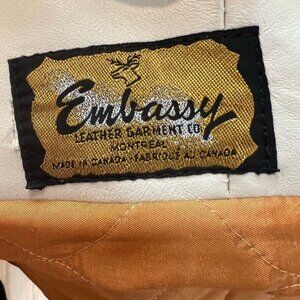 Embassy
LEATHER GARMENT CO.
MONTREAL
MADE IN CANADA - FABRIQUÉ AU CANADA